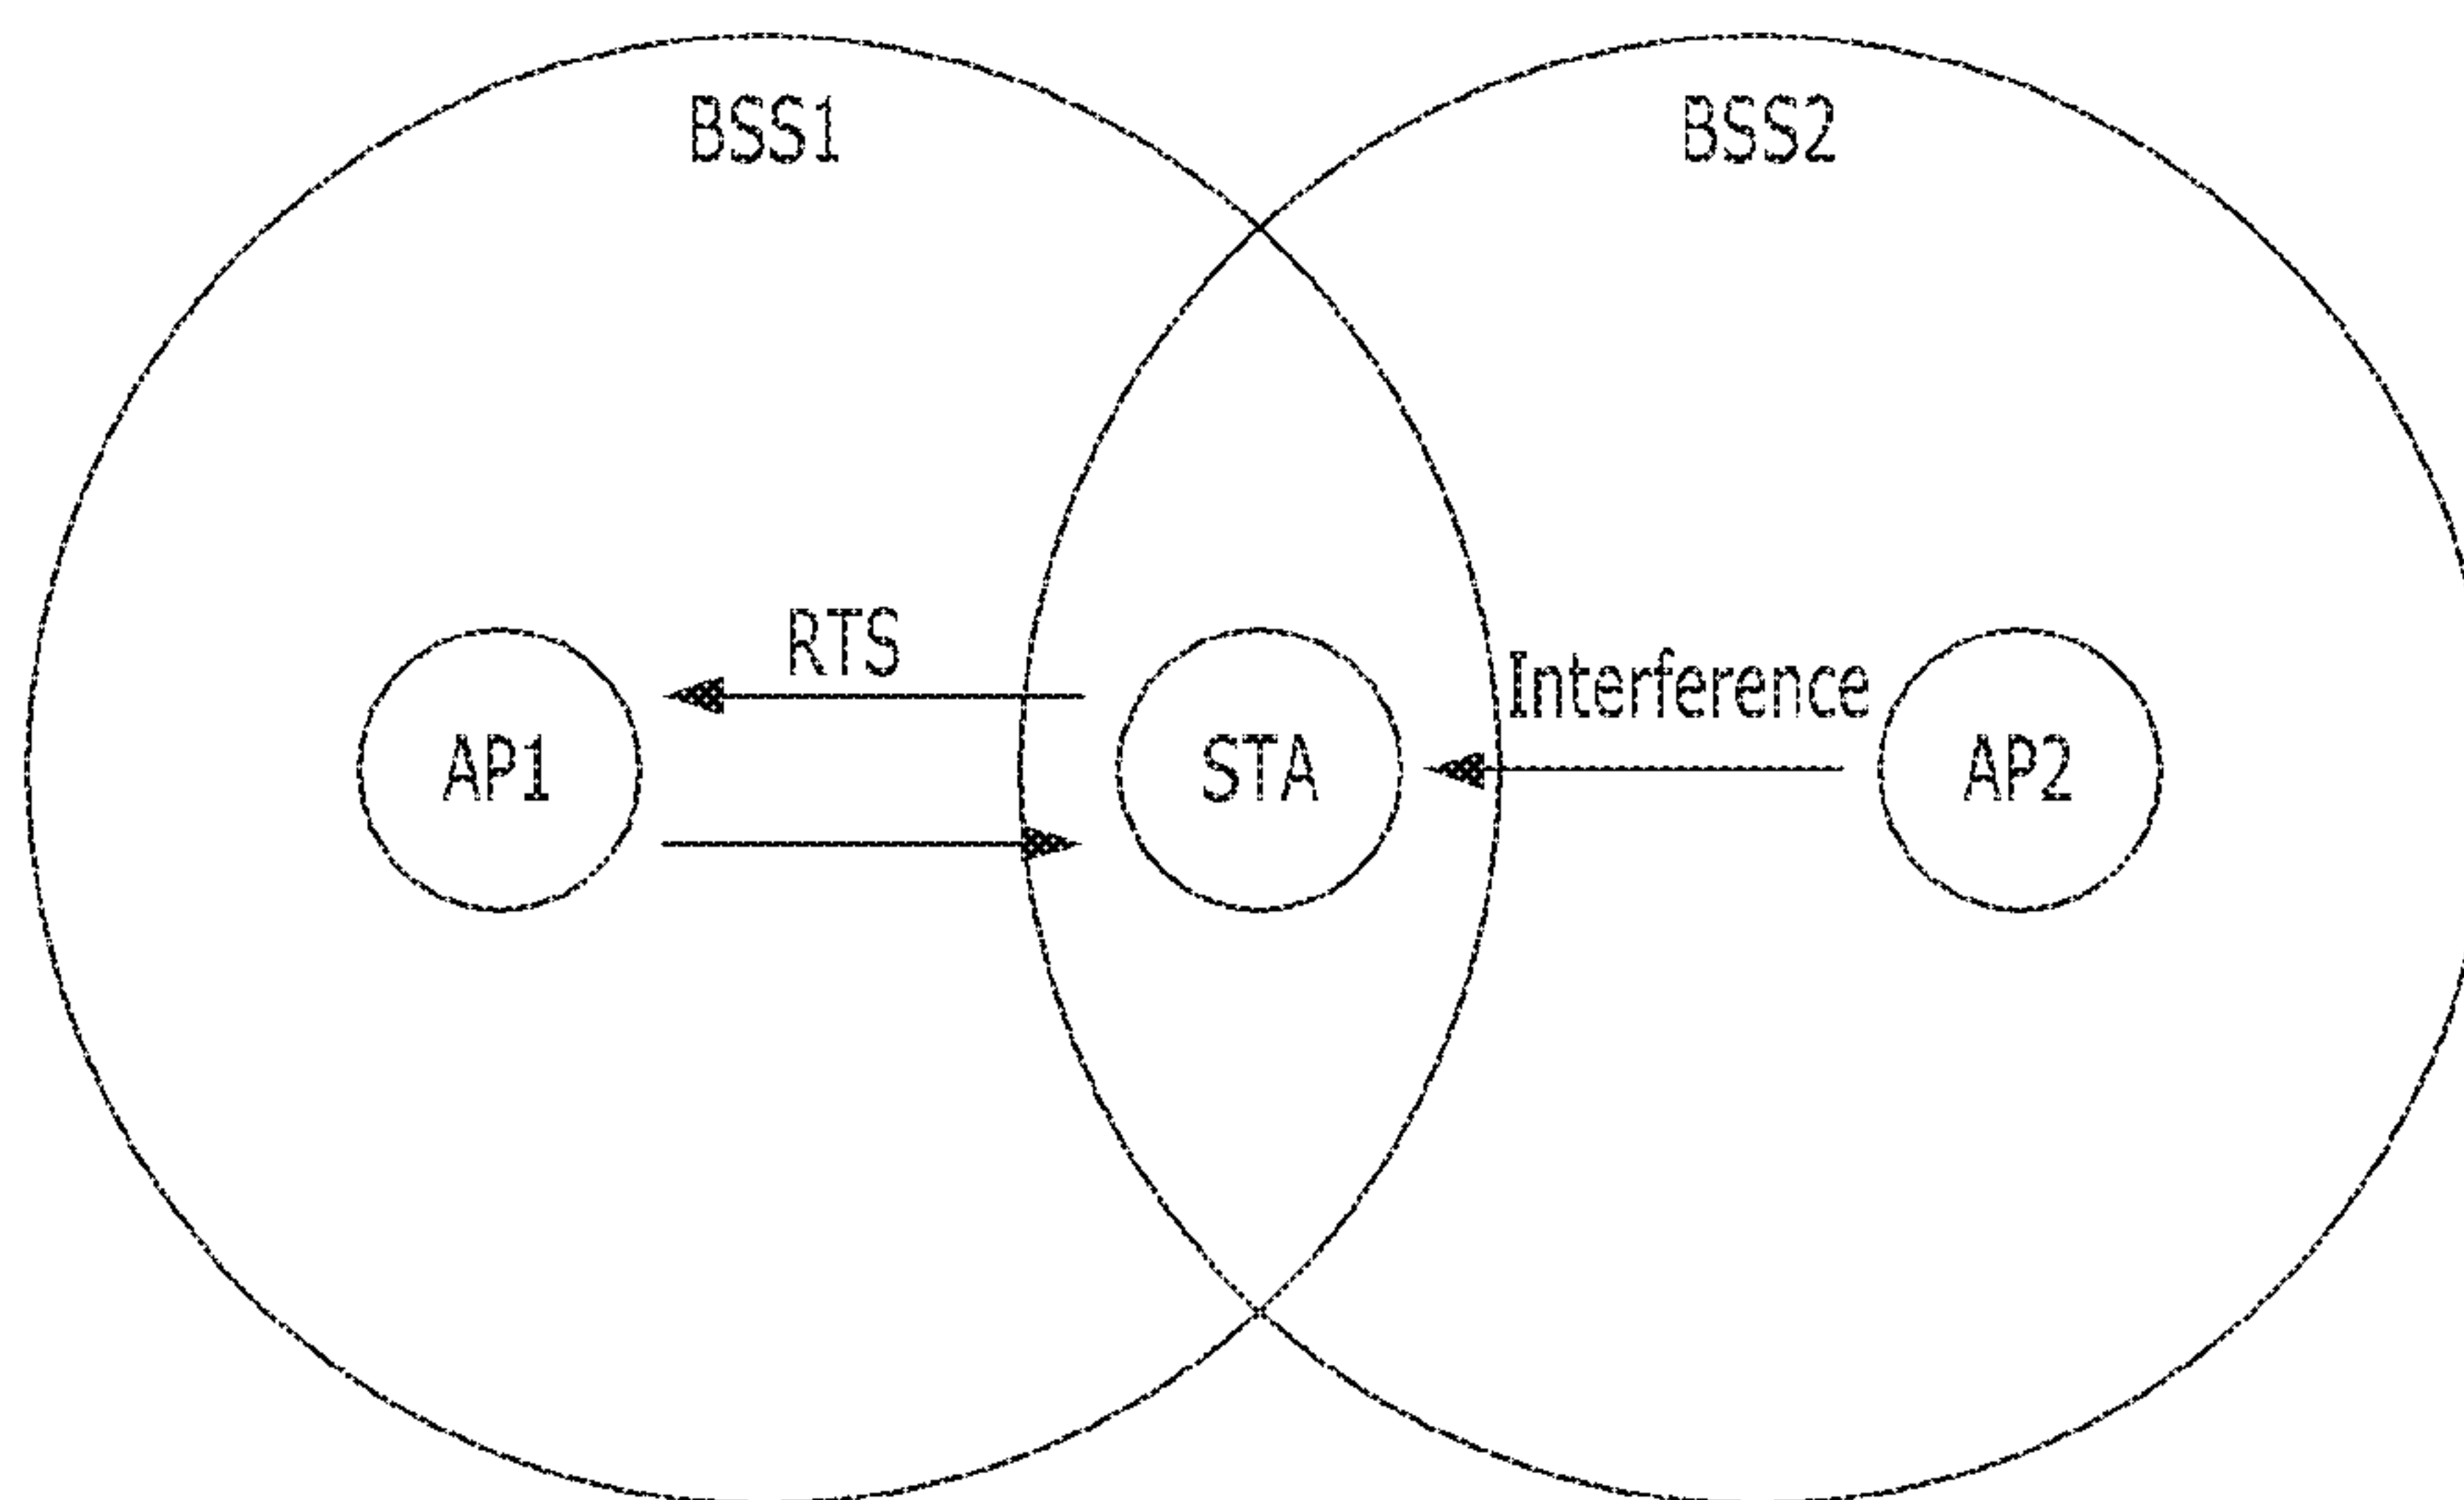 BSS1
BSS2
RTS
Interference
AP1
STA
AP2